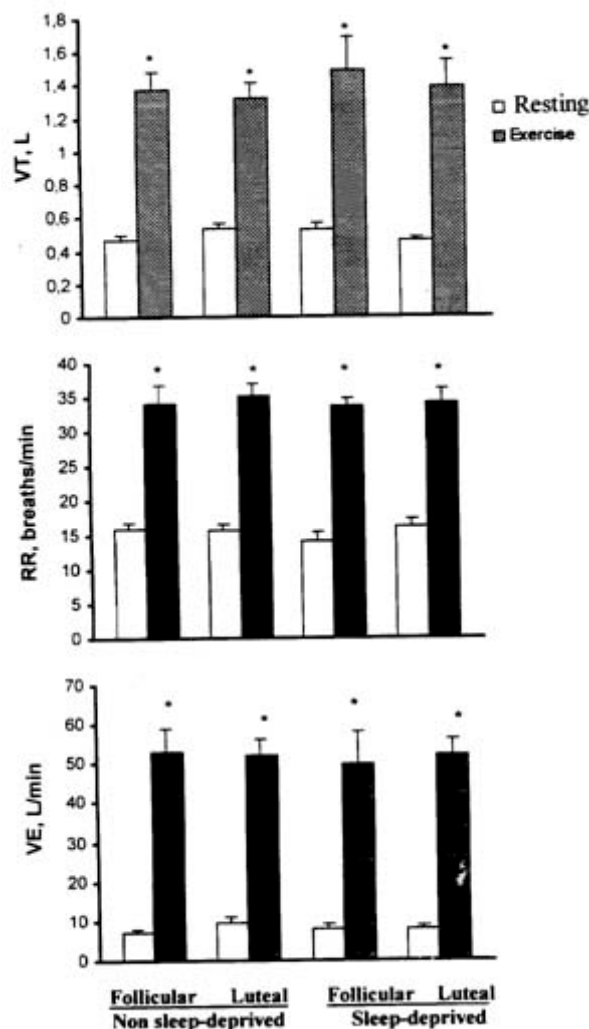 1,8
1,6
1,4
1,2
1
0,8
0,6
0,4
0,2
0
VT, L
* * * *
Resting
Exercise
40
35
30
25
20
15
10
5
0
RR, breaths/min
* * * *
70
60
50
40
30
20
10
0
VE, L/min
* * * *
Follicular Luteal Follicular Luteal
Non sleep-deprived Sleep-deprived